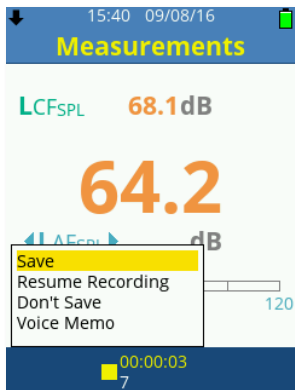 15:40 09/08/16
Measurements
LCFSPL 68.1dB
64.2
LAFSPL dB
Save
Resume Recording
Don't Save
Voice Memo
120
00:00:03
7